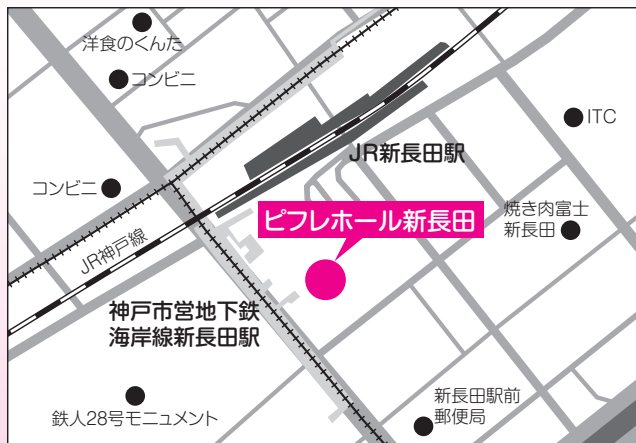 洋食のくんた
コンビニ
ITC
JR新長田駅
コンビニ
焼き肉富士
新長田
ピフレホール新長田
JR神戸線
神戸市営地下鉄
海岸線新長田駅
新長田駅前
郵便局
鉄人28号モニュメント